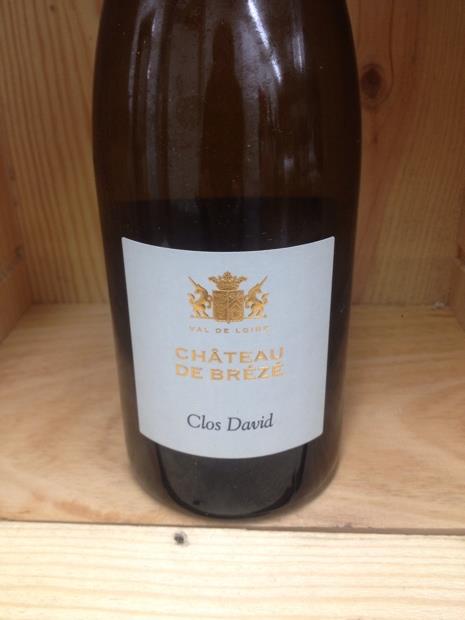 VAL DE LOIRE
CHÂTEAU
DE BRÉZÉ
Clos David